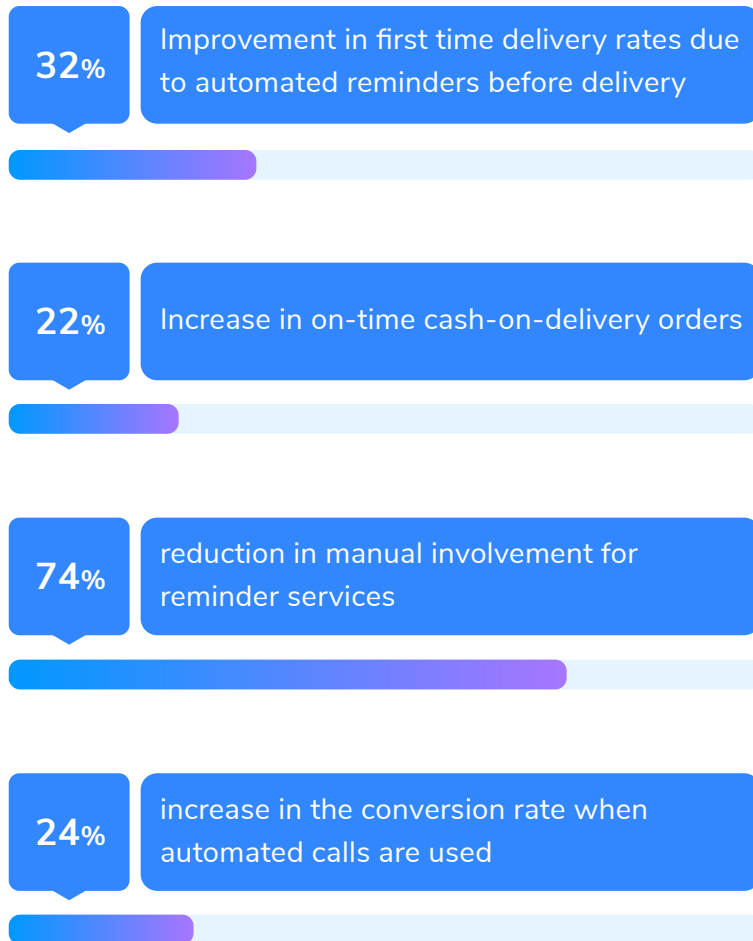 32%
Improvement in first time delivery rates due
to automated reminders before delivery
22%
Increase in on-time cash-on-delivery orders
74%
reduction in manual involvement for
reminder services
24%
increase in the conversion rate when
automated calls are used